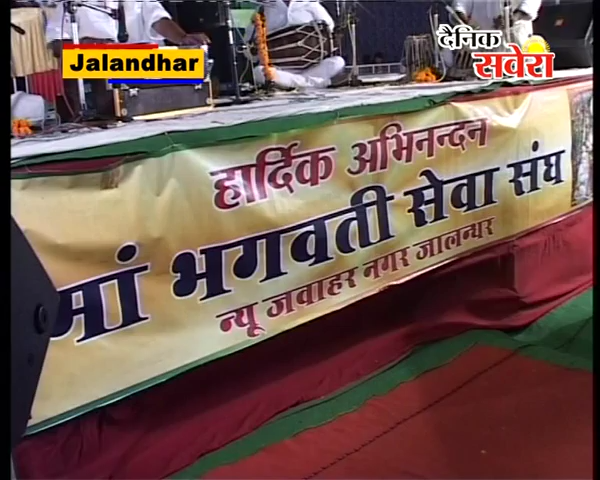 दैनिक
सवेरा
Jalandhar
हार्दिक अभिनन्दन
मां भगवती सेवा संघ
न्यू जवाहर नगर जालन्धर